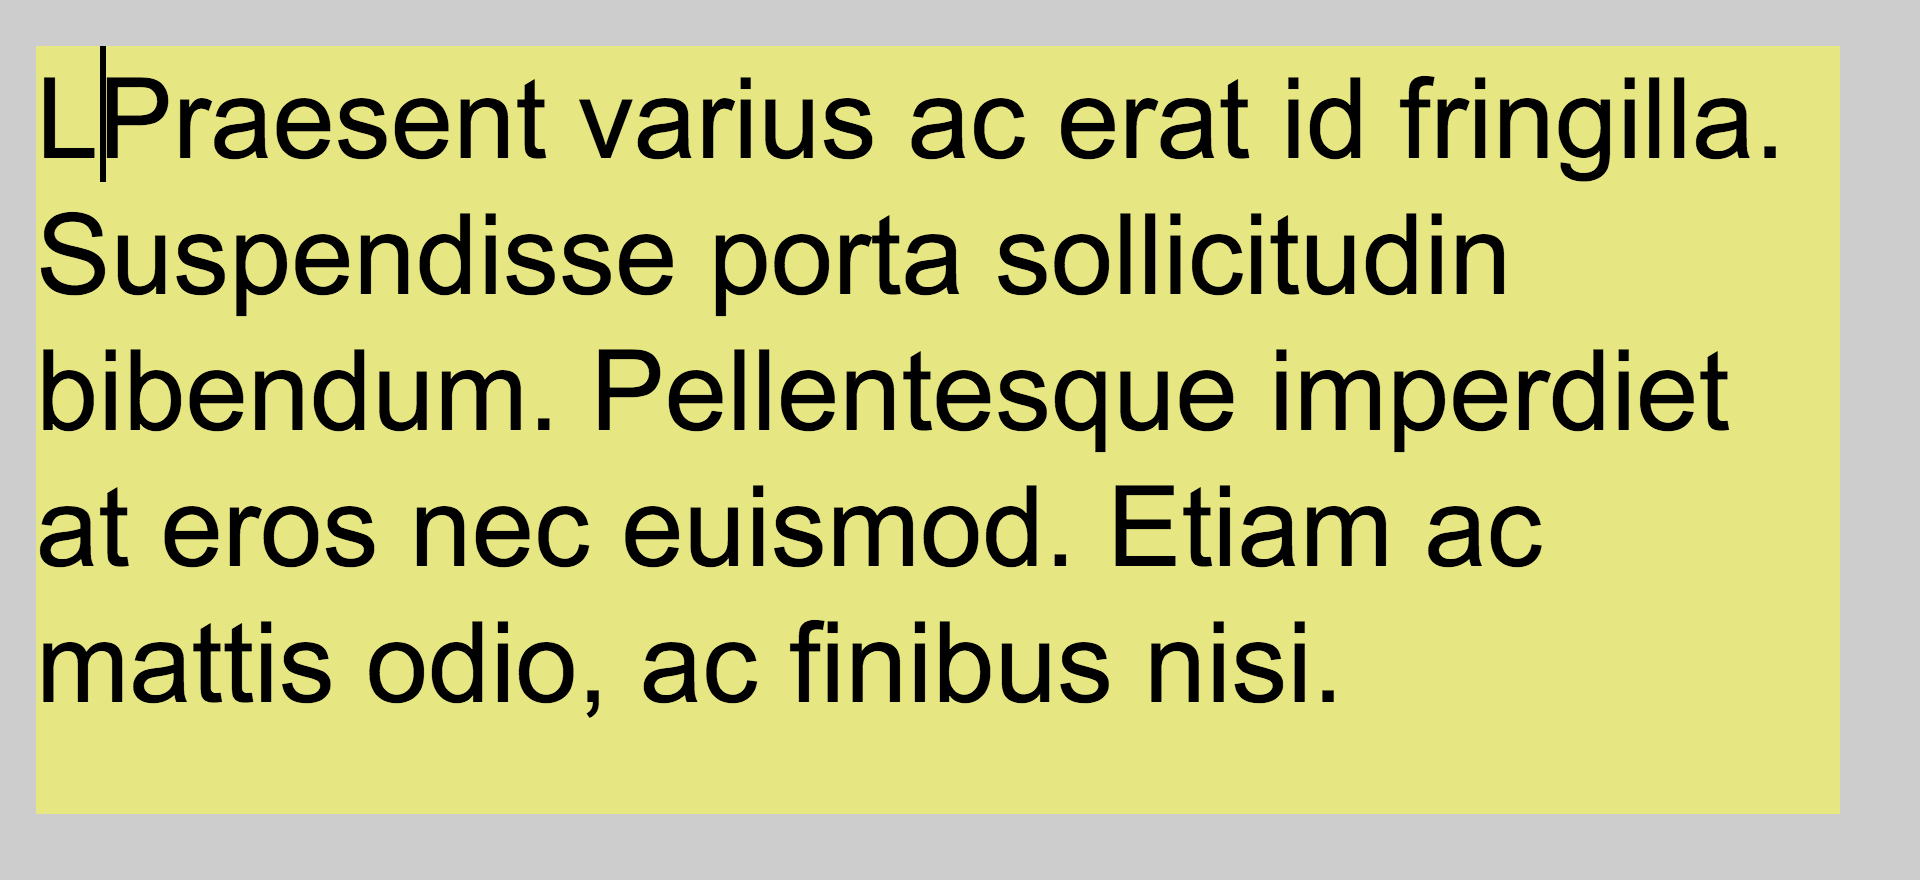 LPraesent varius ac erat id fringilla.
Suspendisse porta sollicitudin
bibendum. Pellentesque imperdiet
at eros nec euismod. Etiam ac
mattis odio, ac finibus nisi.